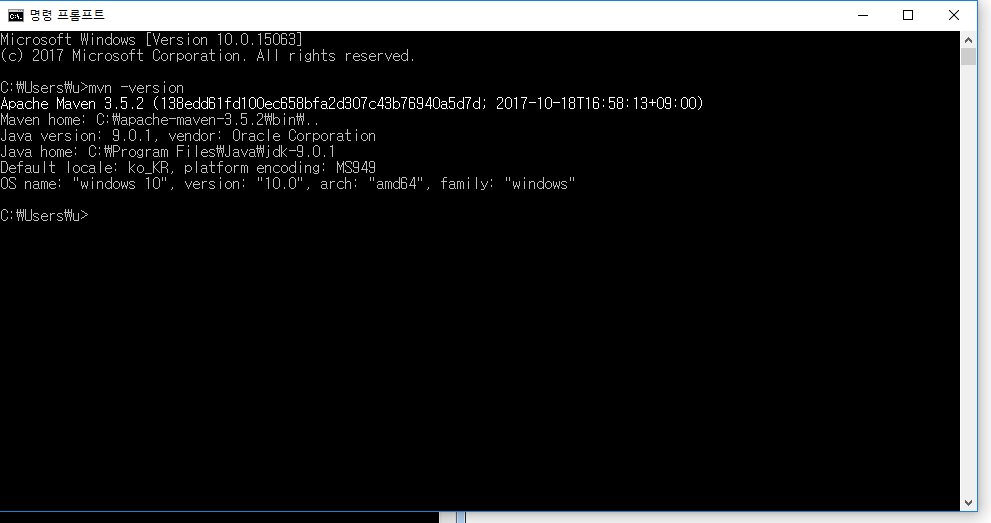 명령 프롬프트
Microsoft Windows [Version 10.0.15063]
(c) 2017 Microsoft Corporation. All rights reserved.
C:₩Users₩u>mvn -version
Apache Maven 3.5.2 (138edd61fd100ec658bfa2d307c43b76940a5d7d; 2017-10-18T16:58:13+09:00)
Maven home: C:₩apache-maven-3.5.2₩bin₩..
Java version: 9.0.1, vendor: Oracle Corporation
Java home: C:₩Program Files₩Java₩jdk-9.0.1
Default locale: ko_KR, platform encoding: MS949
OS name: "windows 10", version: "10.0", arch: "amd64", family: "windows"
C:₩Users₩u>